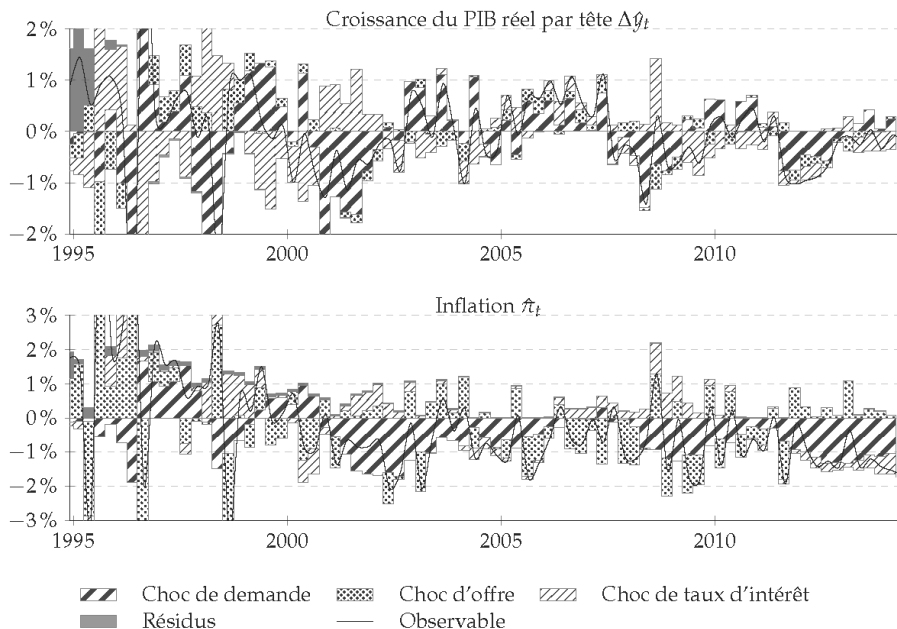 Croissance du PIB réel par tête Δŷₜ
2 %
1 %
0 %
−1 %
−2 %
1995 2000 2005 2010
Inflation π̂ₜ
3 %
2 %
1 %
0 %
−1 %
−2 %
−3 %
1995 2000 2005 2010
Choc de demande Choc d'offre Choc de taux d'intérêt
Résidus Observable